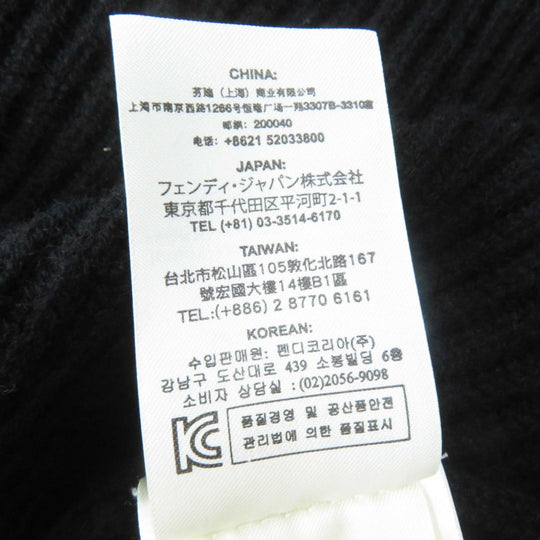 CHINA:
芬迪（上海）商业有限公司
上海市南京西路1266号恒隆广场一期3307B-3310室
邮编: 200040
电话: +8621 52033800
JAPAN:
フェンディ・ジャパン株式会社
東京都千代田区平河町2-1-1
TEL (+81) 03-3514-6170
TAIWAN:
台北市松山區105敦化北路167
號宏國大樓14樓B1區
TEL:(+886) 2 8770 6161
KOREAN:
수입판매원: 펜디코리아(주)
강남구 도산대로 439 소봉빌딩 6층
소비자 상담실 :(02)2056-9098
품질경영 및 공산품안전
관리법에 의한 품질표시